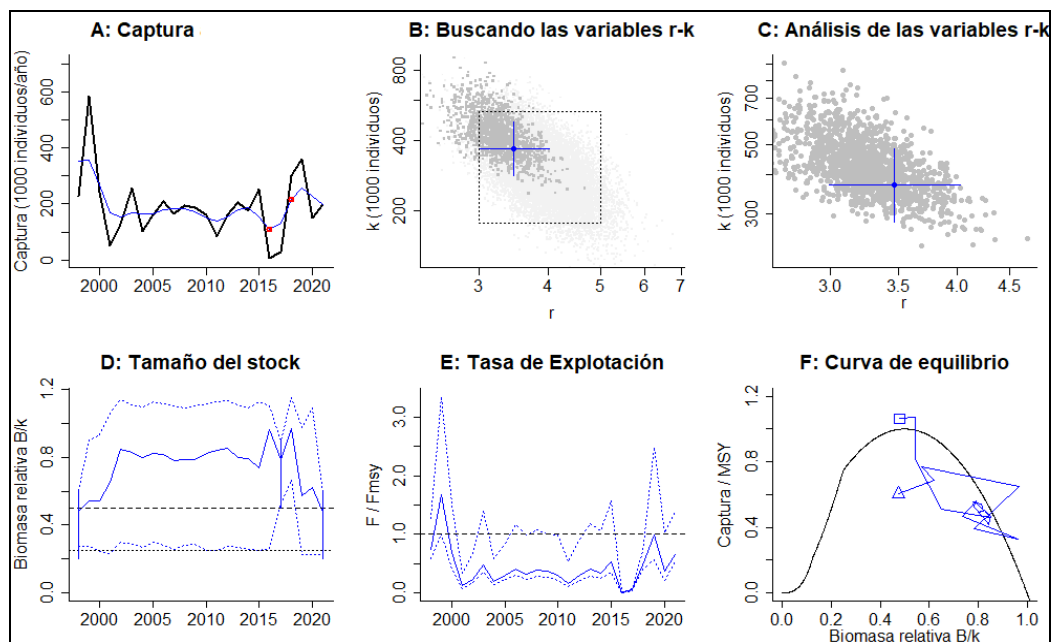 A: Captura
Captura (1000 individuos/año)
0 200 400 600
2000 2005 2010 2015 2020
B: Buscando las variables r-k
k (1000 individuos)
200 400 800
3 4 5 6 7
r
C: Análisis de las variables r-k
k (1000 individuos)
300 500 700
3.0 3.5 4.0 4.5
r
D: Tamaño del stock
Biomasa relativa B/k
0.0 0.4 0.8 1.2
2000 2005 2010 2015 2020
E: Tasa de Explotación
F / Fmsy
0.0 1.0 2.0 3.0
2000 2005 2010 2015 2020
F: Curva de equilibrio
Captura / MSY
0.0 0.4 0.8 1.2
0.0 0.2 0.4 0.6 0.8 1.0
Biomasa relativa B/k